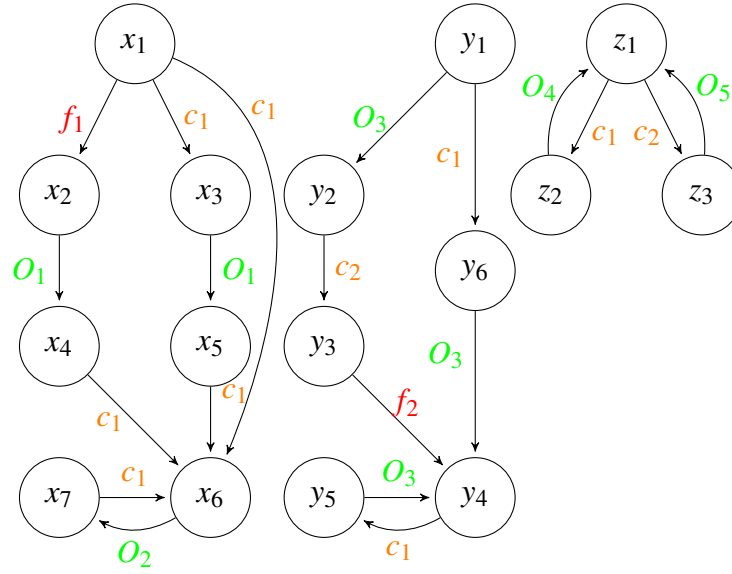 x₁ y₁ z₁
f₁ c₁ c₁ O₃ c₁ O₄ c₁ c₂ O₅
x₂ x₃ y₂ z₂ z₃
O₁ O₁ c₂ y₆
x₄ x₅ y₃ O₃
c₁ c₁ f₂
x₇ c₁ x₆ y₅ O₃ y₄
O₂ c₁